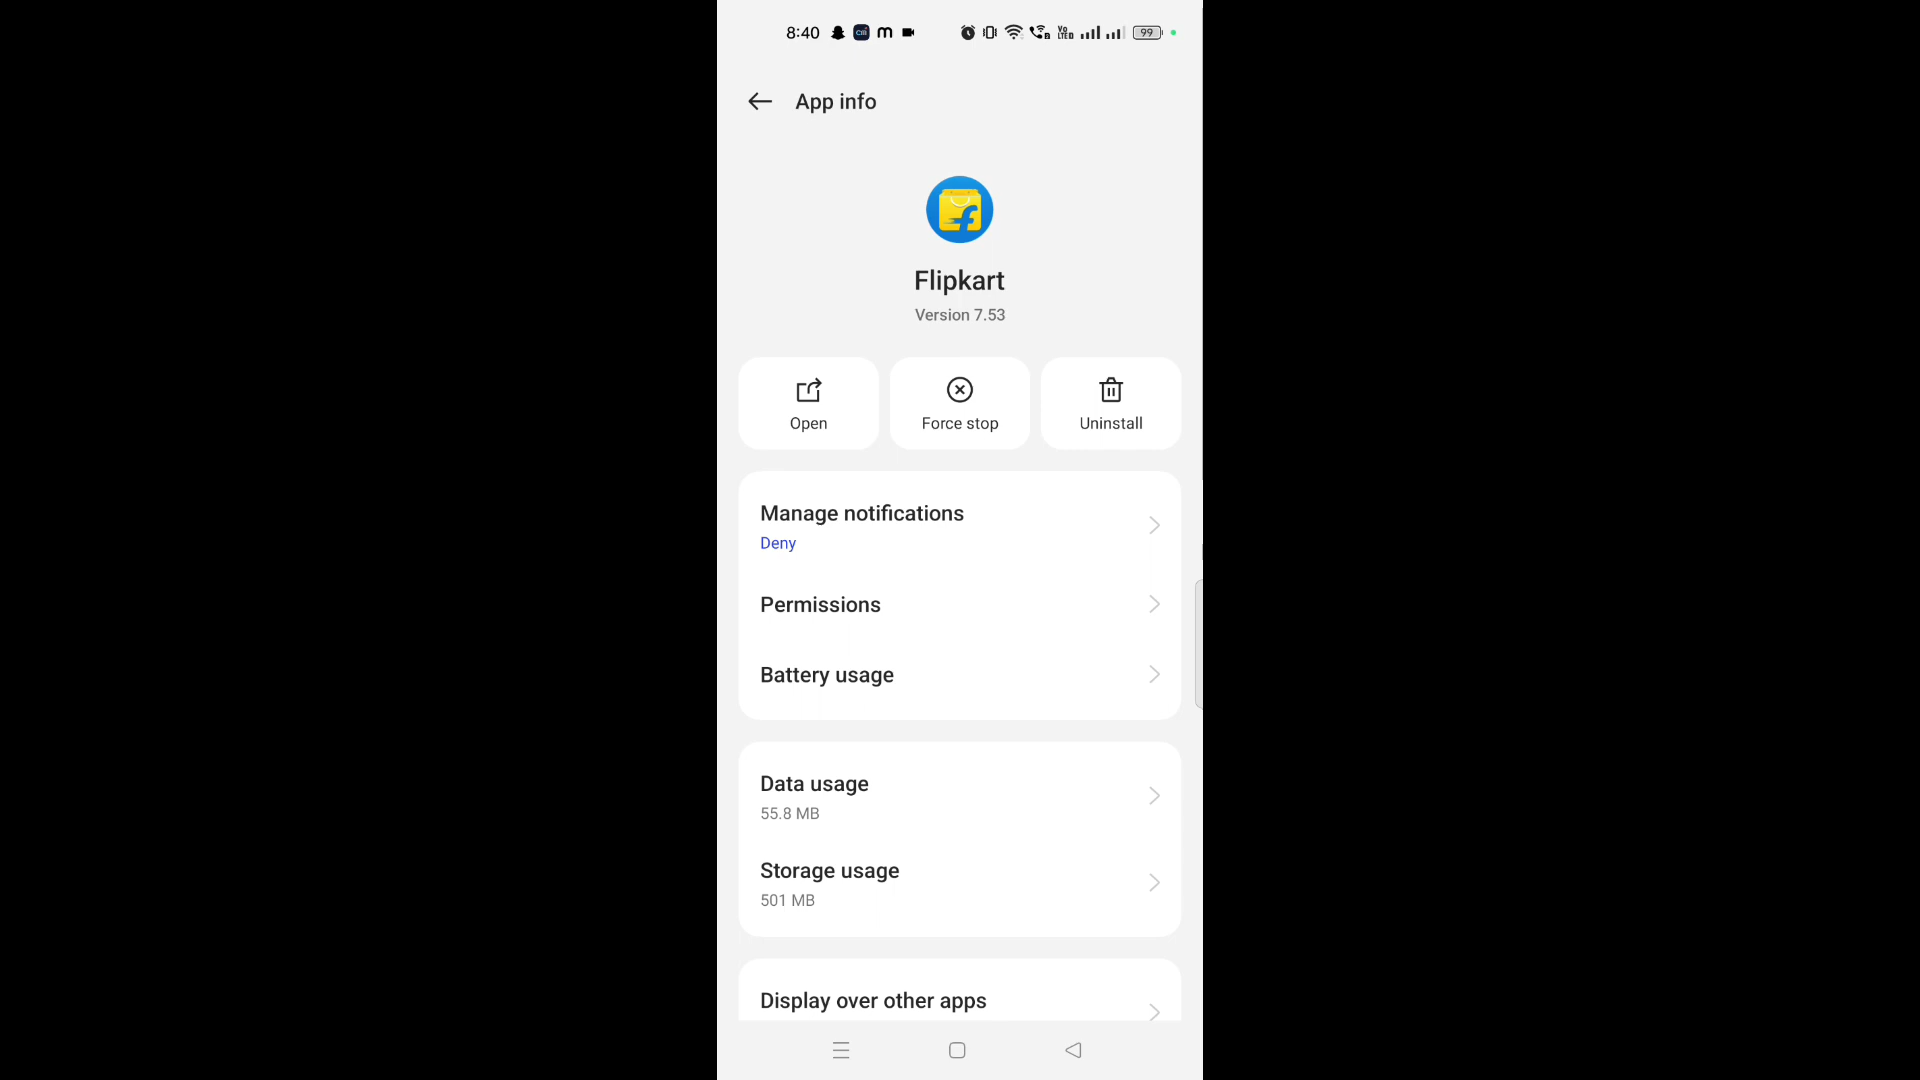 8:40
99
App info
Flipkart
Version 7.53
Open
Force stop
Uninstall
Manage notifications
Deny
Permissions
Battery usage
Data usage
55.8 MB
Storage usage
501 MB
Display over other apps